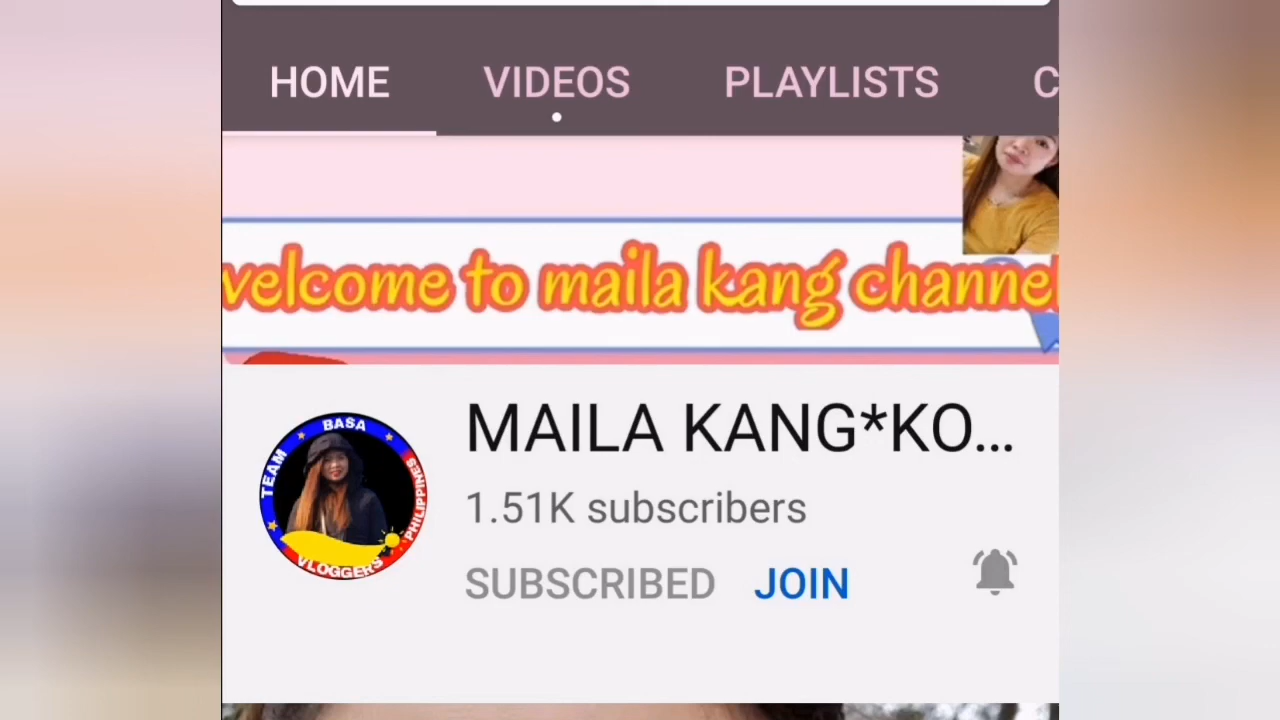 HOME VIDEOS PLAYLISTS C
welcome to maila kang channel
MAILA KANG*KO...
1.51K subscribers
SUBSCRIBED JOIN
TEAM BASA PHILIPPINES
VLOGGERS